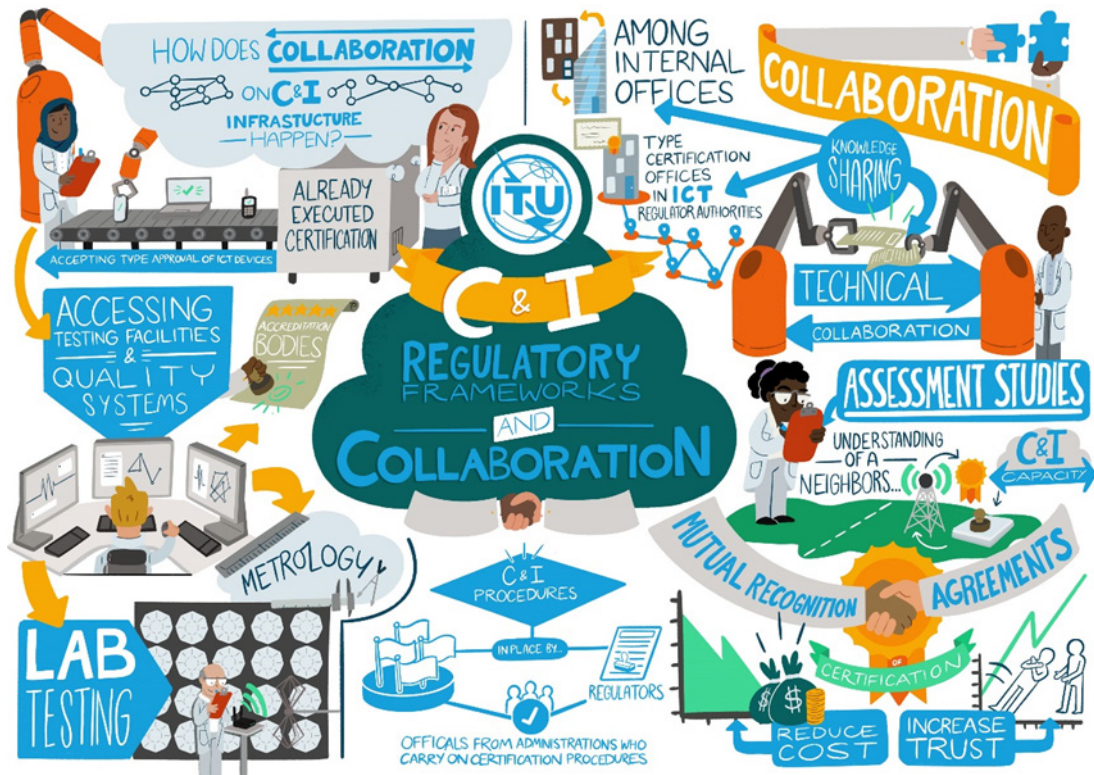 HOW DOES COLLABORATION
ON C&I
INFRASTUCTURE
HAPPEN?
ALREADY
EXECUTED
CERTIFICATION
ACCEPTING TYPE APPROVAL OF ICT DEVICES
ACCESSING
TESTING FACILITIES
&
QUALITY
SYSTEMS
ACCREDITATION
BODIES
METROLOGY
LAB
TESTING
AMONG
INTERNAL
OFFICES
TYPE
CERTIFICATION
OFFICES
IN ICT
REGULATOR AUTHORITIES
COLLABORATION
KNOWLEDGE
SHARING
TECHNICAL
COLLABORATION
ITU
C & I
REGULATORY
FRAMEWORKS
AND
COLLABORATION
C&I
PROCEDURES
IN PLACE BY...
REGULATORS
OFFICALS FROM ADMINISTRATIONS WHO
CARRY ON CERTIFICATION PROCEDURES
ASSESSMENT STUDIES
UNDERSTANDING
OF A
NEIGHBORS...
C&I
CAPACITY
MUTUAL RECOGNITION
AGREEMENTS
OF
CERTIFICATION
$
$
REDUCE
COST
INCREASE
TRUST